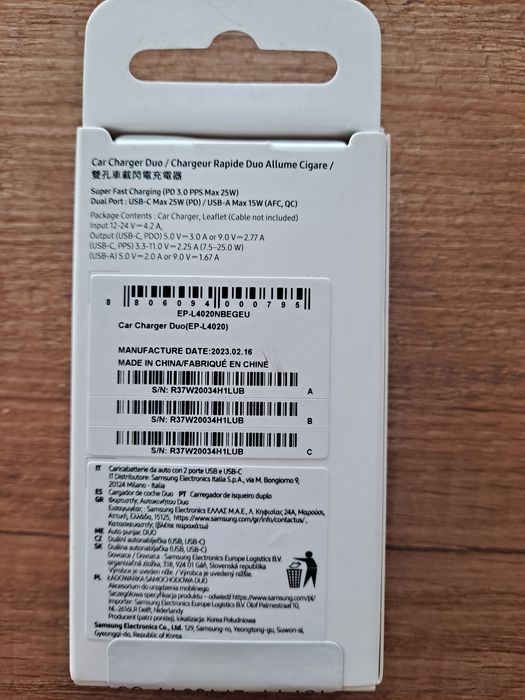 Car Charger Duo / Chargeur Rapide Duo Allume Cigare /
雙孔車載閃電充電器
Super Fast Charging (PD 3.0 PPS Max 25W)
Dual Port : USB-C Max 25W (PD) / USB-A Max 15W (AFC, QC)
Package Contents : Car Charger, Leaflet (Cable not included)
Input 12-24 V⎓4.2 A,
Output (USB-C, PDO) 5.0 V⎓3.0 A or 9.0 V⎓2.77 A
(USB-C, PPS) 3.3-11.0 V⎓2.25 A (7.5-25.0 W)
(USB-A) 5.0 V⎓2.0 A or 9.0 V⎓1.67 A
8 806094 000795
EP-L4020NBEGEU
Car Charger Duo(EP-L4020)
MANUFACTURE DATE:2023.02.16
MADE IN CHINA/FABRIQUÉ EN CHINE
S/N: R37W20034H1LUB A
S/N: R37W20034H1LUB B
S/N: R37W20034H1LUB C
IT Caricabatterie da auto con 2 porte USB e USB-C
IT Distributore: Samsung Electronics Italia S.p.A., via M. Bongiorno 9,
20124 Milano - Italia
ES Cargador de coche Duo PT Carregador de isqueiro duplo
GR Φορτιστής Αυτοκινήτου Duo
Εισαγωγέας : Samsung Electronics ΕΛΛΑΣ Μ.Α.Ε., Λ. Κηφισίας 24Α, Μαρούσι,
Αττική, Ελλάδα, 15125, https://www.samsung.com/gr/info/contactus/ ,
Κατασκευαστής (βλέπε παρακάτω)
ME Auto punjač DUO
CZ Duální autonabíječka (USB, USB-C)
SK Duálna autonabíjačka (USB, USB-C)
Dovozce / Dovozca : Samsung Electronics Europe Logistics B.V.
organizačná zložka, 318, 924 01 Galanta, Slovenská republika
Výrobce je uveden níže. / Výrobca je uvedený nižšie.
PL ŁADOWARKA SAMOCHODOWA DUO
Akcesorium do urządzenia mobilnego.
Szczegółowa specyfikacja produktu - odwiedź https://www.samsung.com/pl/
Importer: Samsung Electronics Europe Logistics B.V. Olof Palmestraat 10,
NL-2616LR Delft, Niderlandy
Producent (patrz poniżej), lokalizacja: Korea Południowa
Samsung Electronics Co., Ltd. 129, Samsung-ro, Yeongtong-gu, Suwon-si,
Gyeonggi-do, Republic of Korea